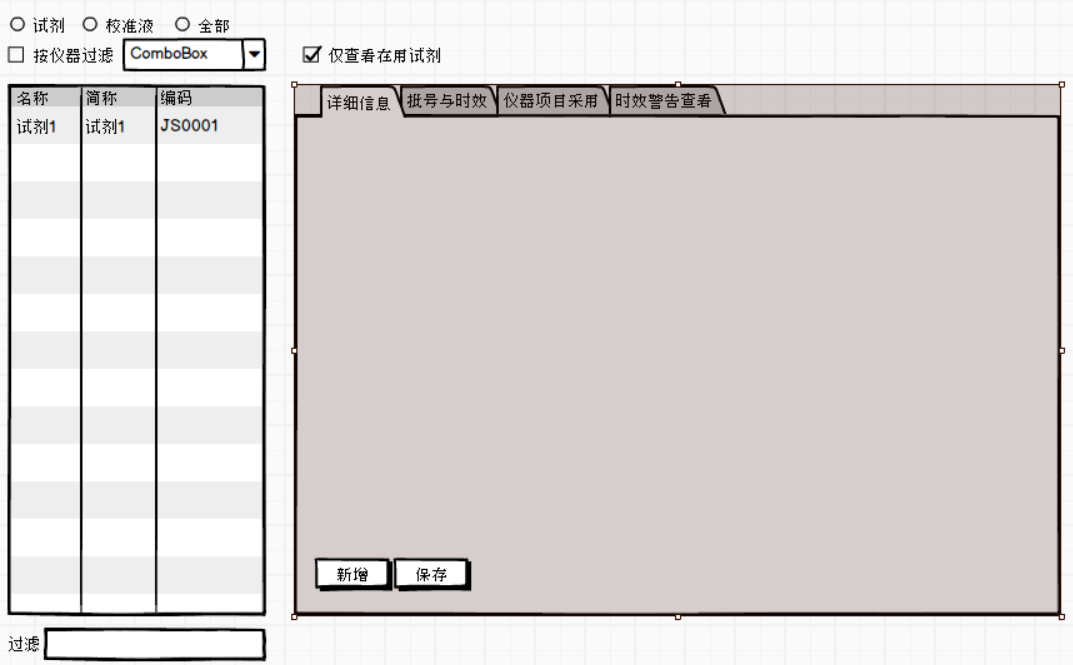 试剂 校准液 全部
按仪器过滤 ComboBox 仅查看在用试剂
名称 简称 编码
试剂1 试剂1 JS0001
详细信息 批号与时效 仪器项目采用 时效警告查看
新增 保存
过滤